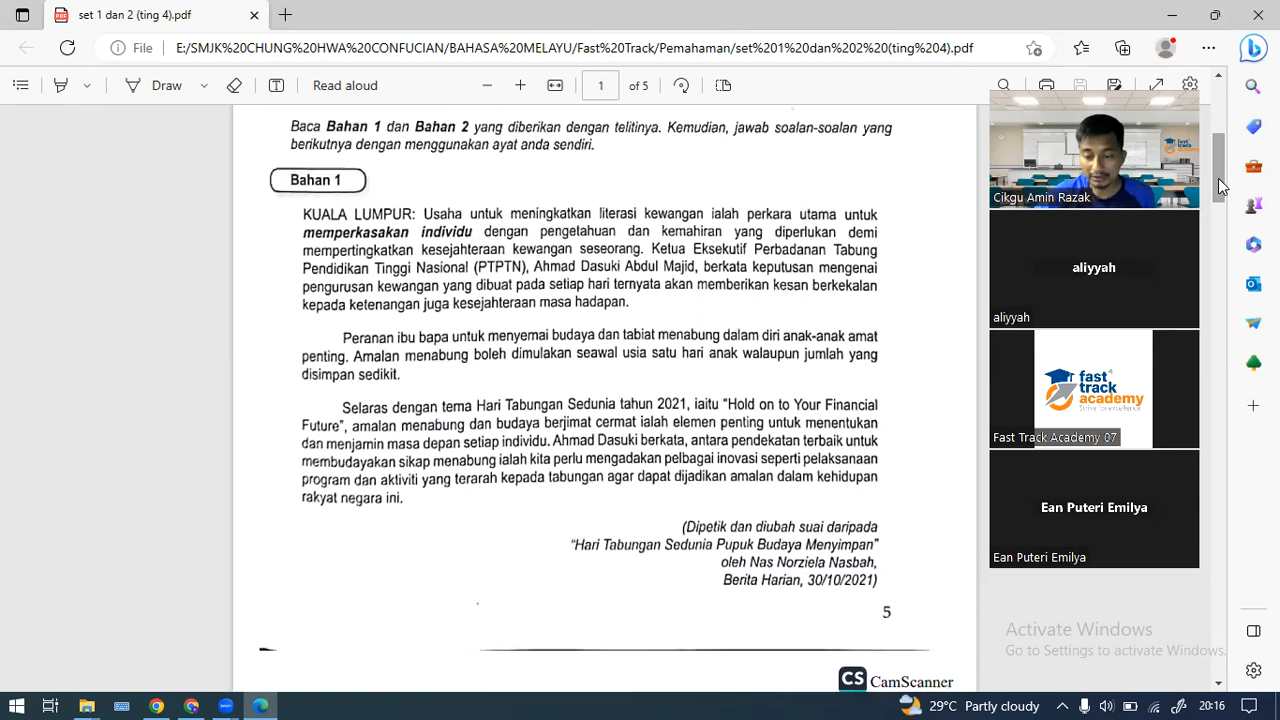 set 1 dan 2 (ting 4).pdf
File
E:/SMJK%20CHUNG%20HWA%20CONFUCIAN/BAHASA%20MELAYU/Fast%20Track/Pemahaman/set%201%20dan%202%20(ting%204).pdf
Draw
Read aloud
1 of 5
Baca Bahan 1 dan Bahan 2 yang diberikan dengan telitinya. Kemudian, jawab soalan-soalan yang
berikutnya dengan menggunakan ayat anda sendiri.
Bahan 1
KUALA LUMPUR: Usaha untuk meningkatkan literasi kewangan ialah perkara utama untuk
memperkasakan individu dengan pengetahuan dan kemahiran yang diperlukan demi
mempertingkatkan kesejahteraan kewangan seseorang. Ketua Eksekutif Perbadanan Tabung
Pendidikan Tinggi Nasional (PTPTN), Ahmad Dasuki Abdul Majid, berkata keputusan mengenai
pengurusan kewangan yang dibuat pada setiap hari ternyata akan memberikan kesan berkekalan
kepada ketenangan juga kesejahteraan masa hadapan.
Peranan ibu bapa untuk menyemai budaya dan tabiat menabung dalam diri anak-anak amat
penting. Amalan menabung boleh dimulakan seawal usia satu hari anak walaupun jumlah yang
disimpan sedikit.
Selaras dengan tema Hari Tabungan Sedunia tahun 2021, iaitu “Hold on to Your Financial
Future”, amalan menabung dan budaya berjimat cermat ialah elemen penting untuk menentukan
dan menjamin masa depan setiap individu. Ahmad Dasuki berkata, antara pendekatan terbaik untuk
membudayakan sikap menabung ialah kita perlu mengadakan pelbagai inovasi seperti pelaksanaan
program dan aktiviti yang terarah kepada tabungan agar dapat dijadikan amalan dalam kehidupan
rakyat negara ini.
(Dipetik dan diubah suai daripada
“Hari Tabungan Sedunia Pupuk Budaya Menyimpan”
oleh Nas Norziela Nasbah,
Berita Harian, 30/10/2021)
5
CS CamScanner
fast track
Cikgu Amin Razak
aliyyah
aliyyah
fast
track
academy
Strive for excellence
Fast Track Academy 07
Ean Puteri Emilya
Ean Puteri Emilya
Activate Windows
Go to Settings to activate Windows.
29°C Partly cloudy
20:16